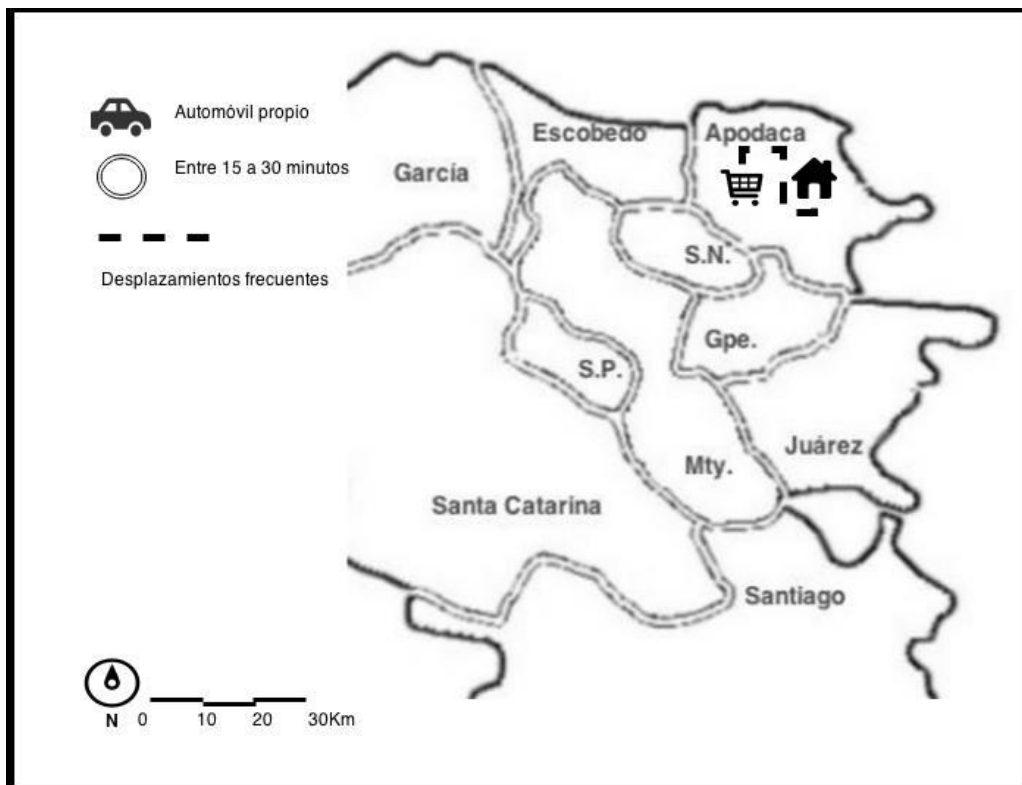 Automóvil propio
Entre 15 a 30 minutos
Desplazamientos frecuentes
Escobedo
Apodaca
García
S.N.
Gpe.
S.P.
Juárez
Mty.
Santa Catarina
Santiago
N 0 10 20 30Km